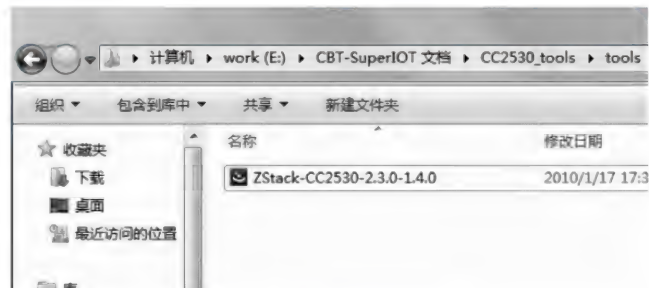 计算机 ▸ work (E:) ▸ CBT-SuperIOT 文档 ▸ CC2530_tools ▸ tools
组织 包含到库中 共享 新建文件夹
收藏夹
下载
桌面
最近访问的位置
库
名称 修改日期
ZStack-CC2530-2.3.0-1.4.0 2010/1/17 17:3